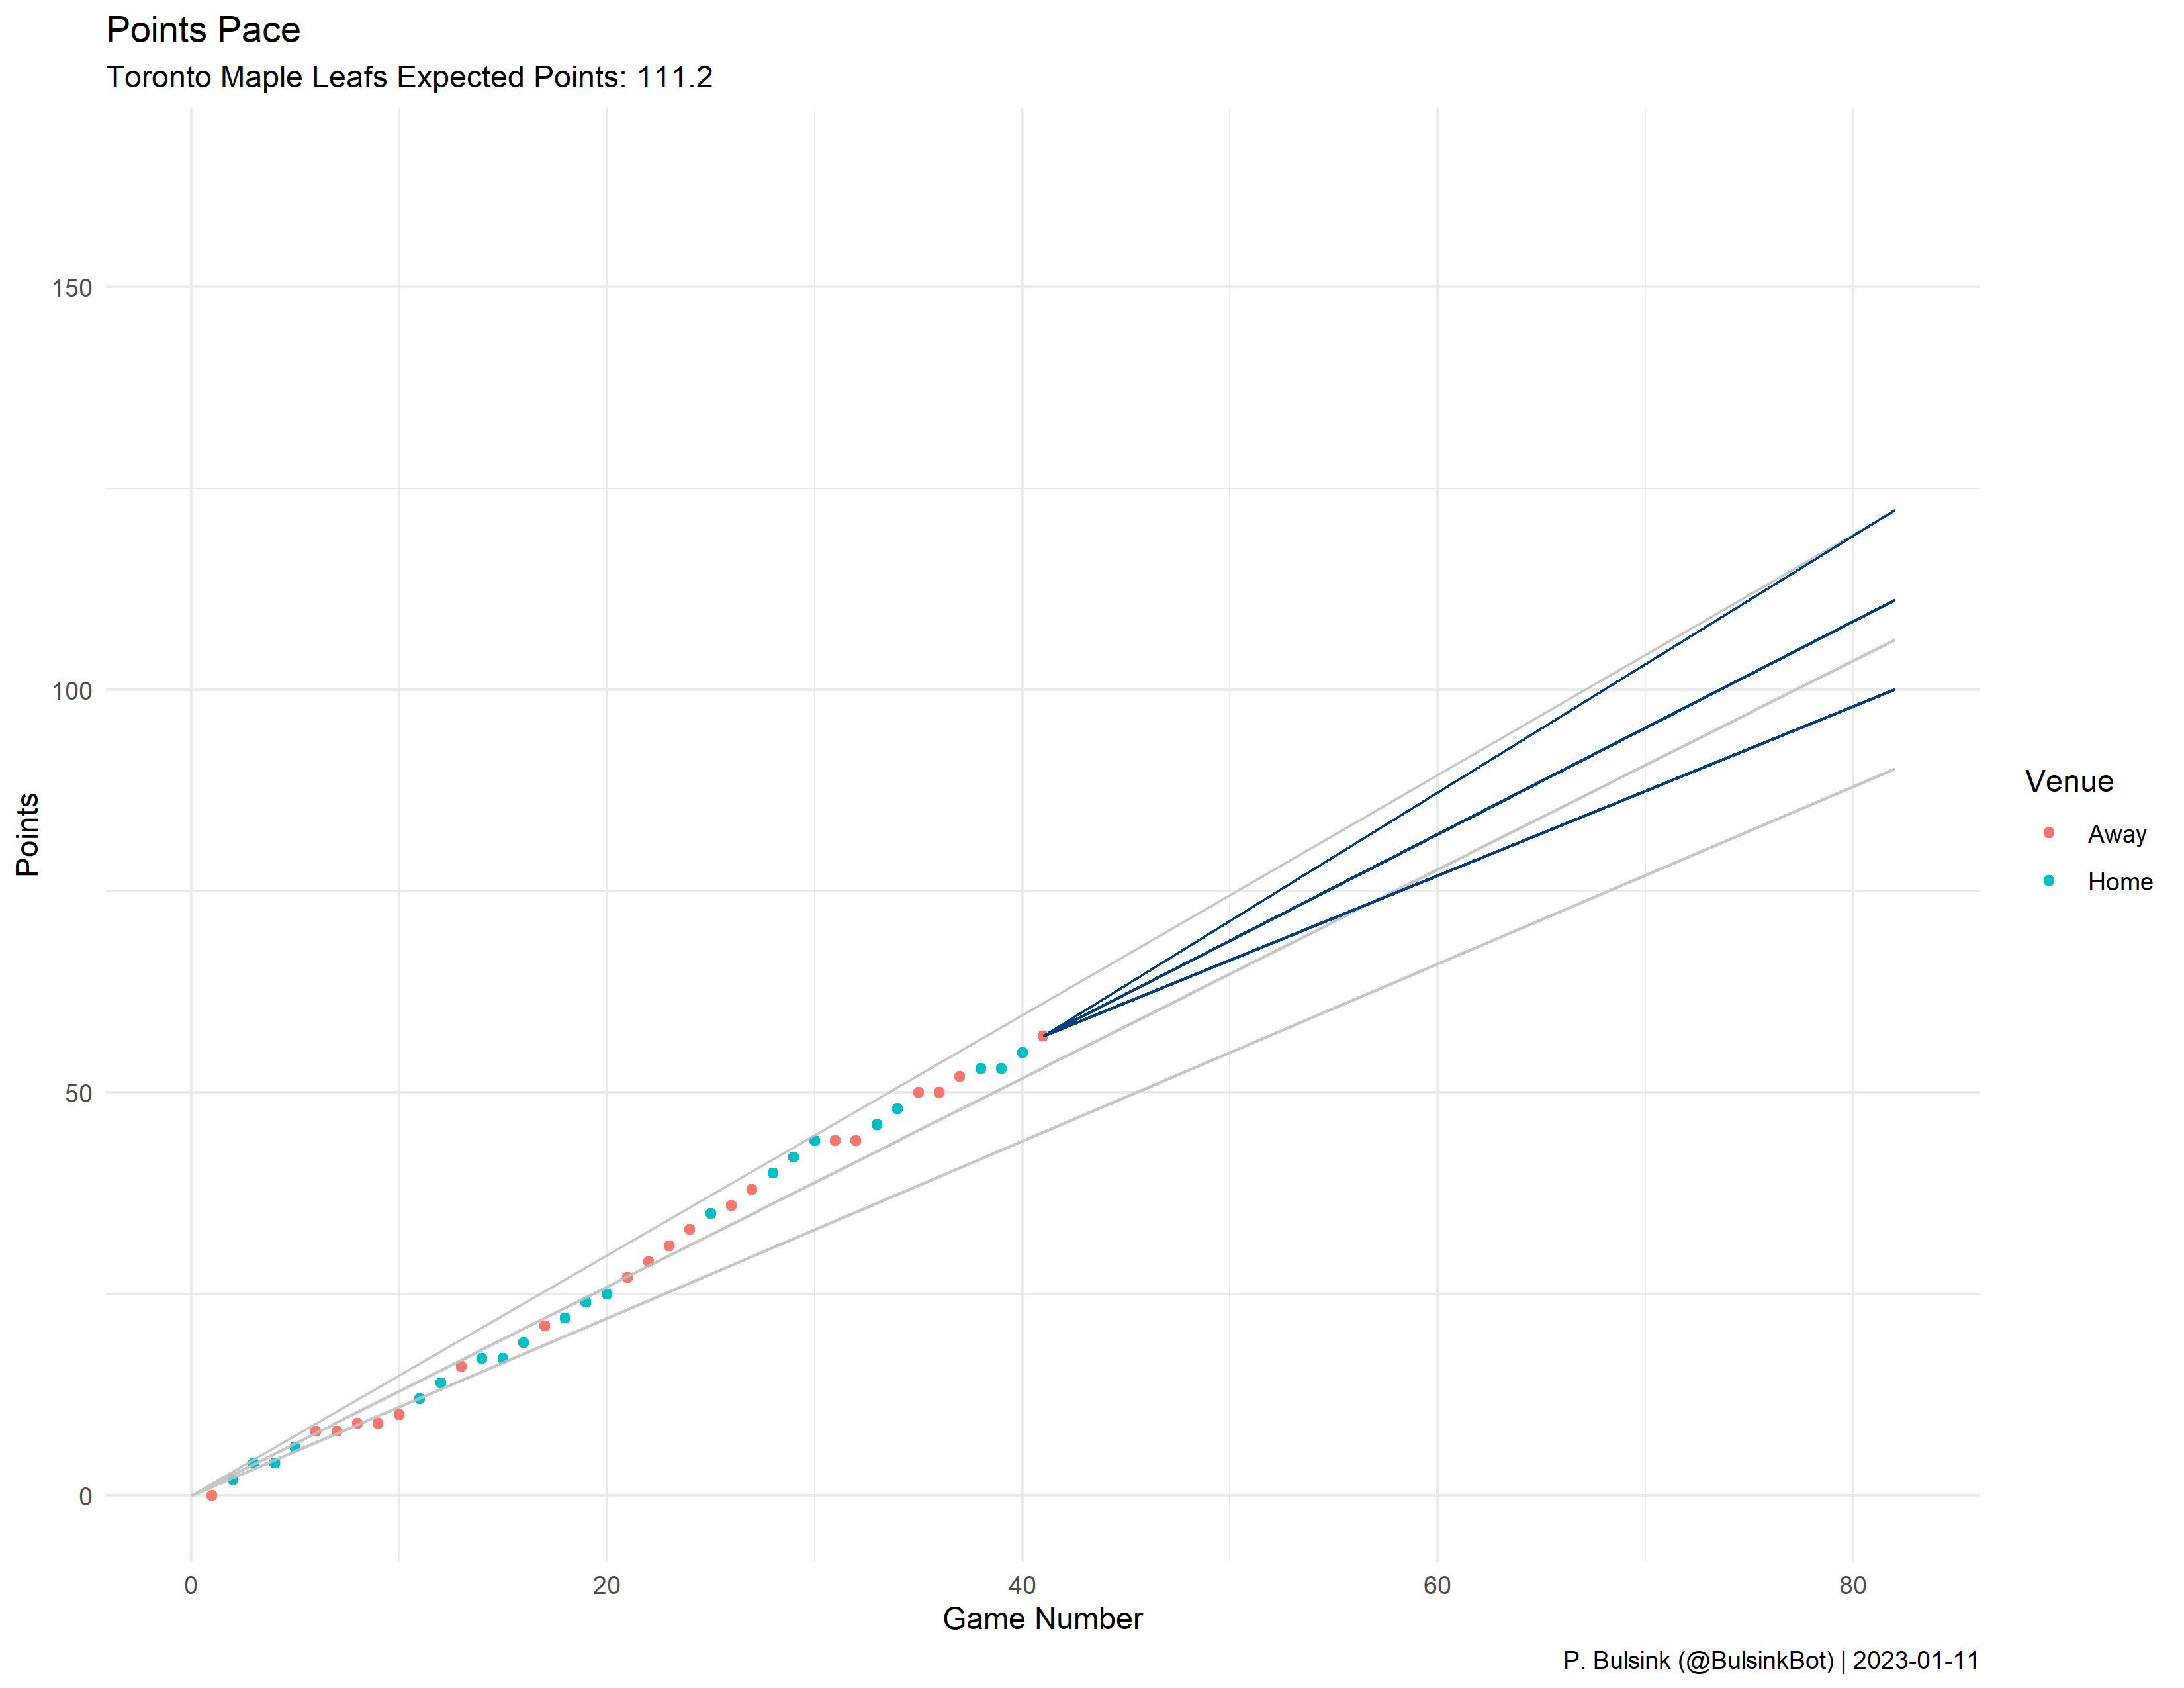 Points Pace
Toronto Maple Leafs Expected Points: 111.2
150
100
50
0
Points
0 20 40 60 80
Game Number
Venue
Away
Home
P. Bulsink (@BulsinkBot) | 2023-01-11